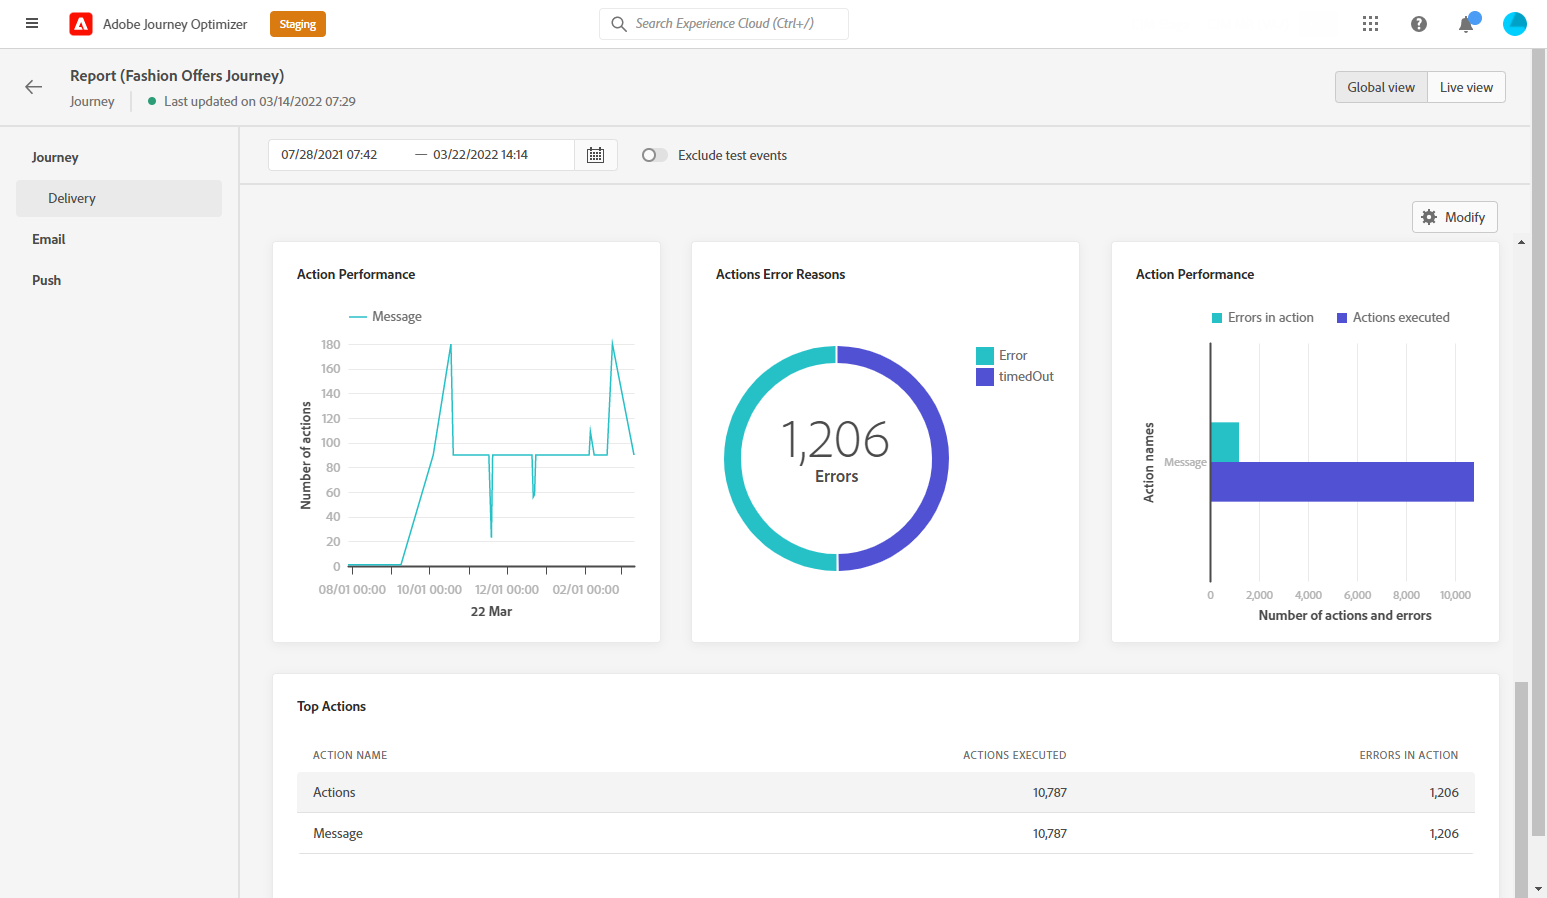 Adobe Journey Optimizer
Staging
Search Experience Cloud (Ctrl+/)
Report (Fashion Offers Journey)
Journey
Last updated on 03/14/2022 07:29
Global view
Live view
Journey
Delivery
Email
Push
07/28/2021 07:42 — 03/22/2022 14:14
Exclude test events
Modify
Action Performance
Message
Number of actions
180
160
140
120
100
80
60
40
20
0
08/01 00:00 10/01 00:00 12/01 00:00 02/01 00:00
22 Mar
Actions Error Reasons
Error
timedOut
1,206
Errors
Action Performance
Errors in action Actions executed
Action names
Message
0 2,000 4,000 6,000 8,000 10,000
Number of actions and errors
Top Actions
ACTION NAME ACTIONS EXECUTED ERRORS IN ACTION
Actions 10,787 1,206
Message 10,787 1,206